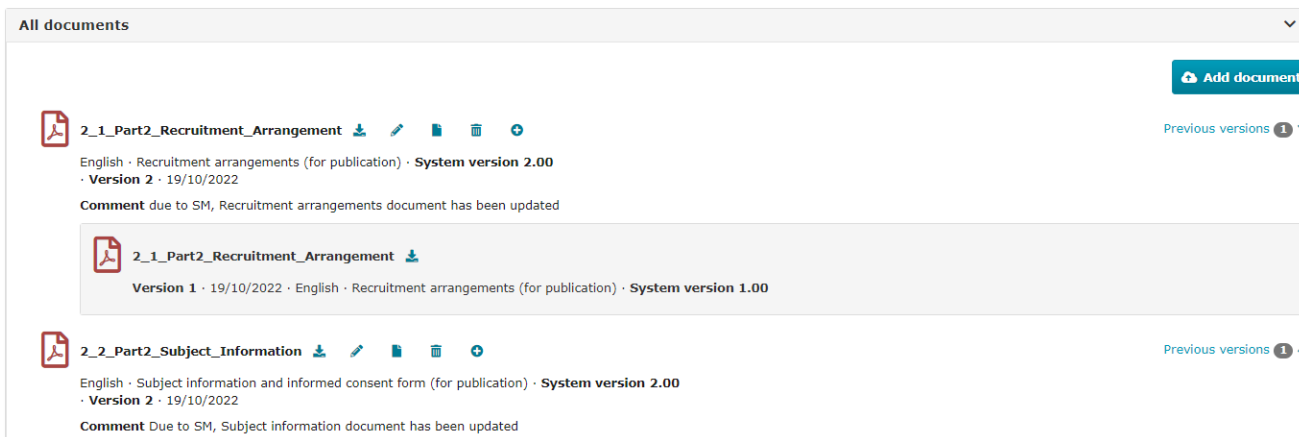 All documents
Add document
2_1_Part2_Recruitment_Arrangement
Previous versions 1
English · Recruitment arrangements (for publication) · System version 2.00
· Version 2 · 19/10/2022
Comment due to SM, Recruitment arrangements document has been updated
2_1_Part2_Recruitment_Arrangement
Version 1 · 19/10/2022 · English · Recruitment arrangements (for publication) · System version 1.00
2_2_Part2_Subject_Information
Previous versions 1
English · Subject information and informed consent form (for publication) · System version 2.00
· Version 2 · 19/10/2022
Comment Due to SM, Subject information document has been updated